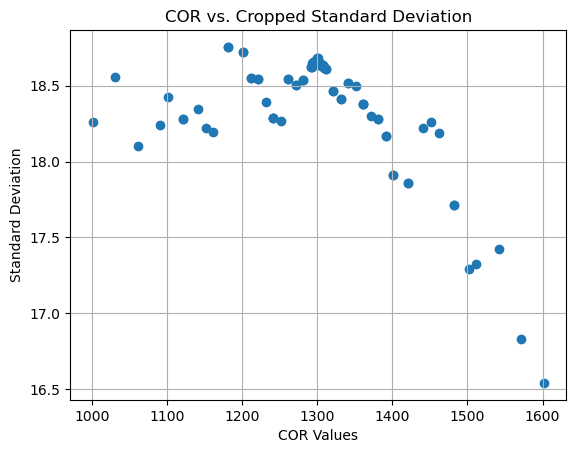 COR vs. Cropped Standard Deviation
18.5
18.0
17.5
17.0
16.5
Standard Deviation
1000 1100 1200 1300 1400 1500 1600
COR Values